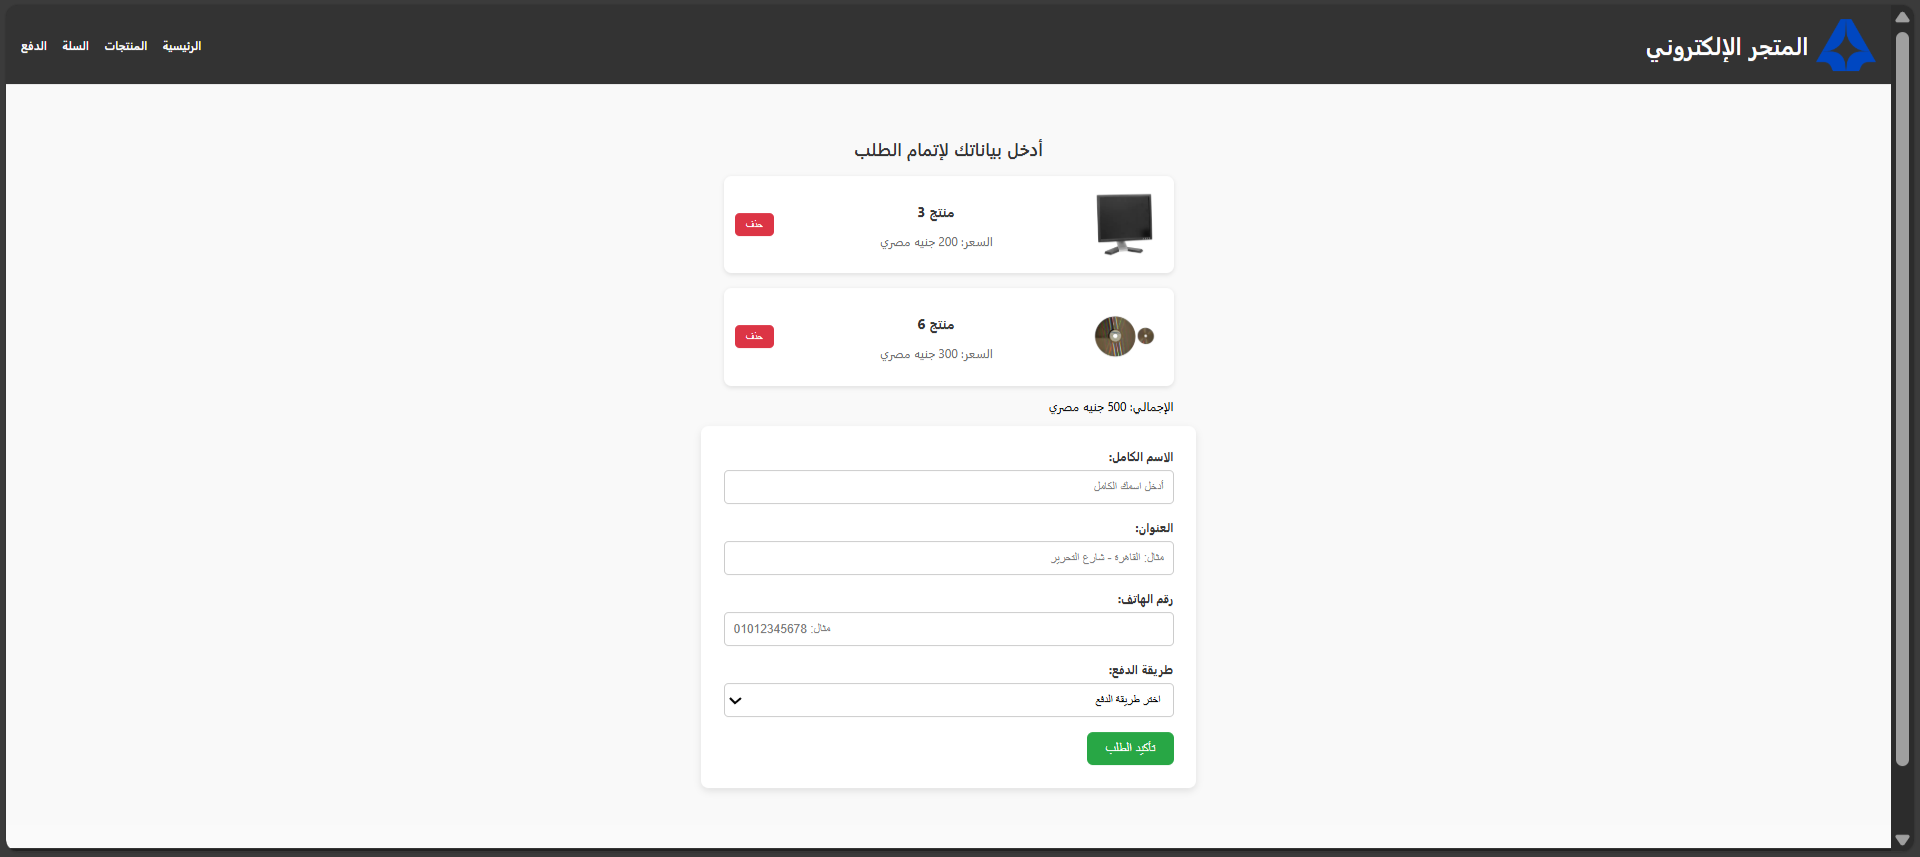 المتجر الإلكتروني
الرئيسية المنتجات السلة الدفع
أدخل بياناتك لإتمام الطلب
منتج 3
السعر: 200 جنيه مصري
حذف
منتج 6
السعر: 300 جنيه مصري
حذف
الإجمالي: 500 جنيه مصري
الاسم الكامل:
أدخل اسمك الكامل
العنوان:
مثال: القاهرة - شارع التحرير
رقم الهاتف:
مثال: 01012345678
طريقة الدفع:
اختر طريقة الدفع
تأكيد الطلب